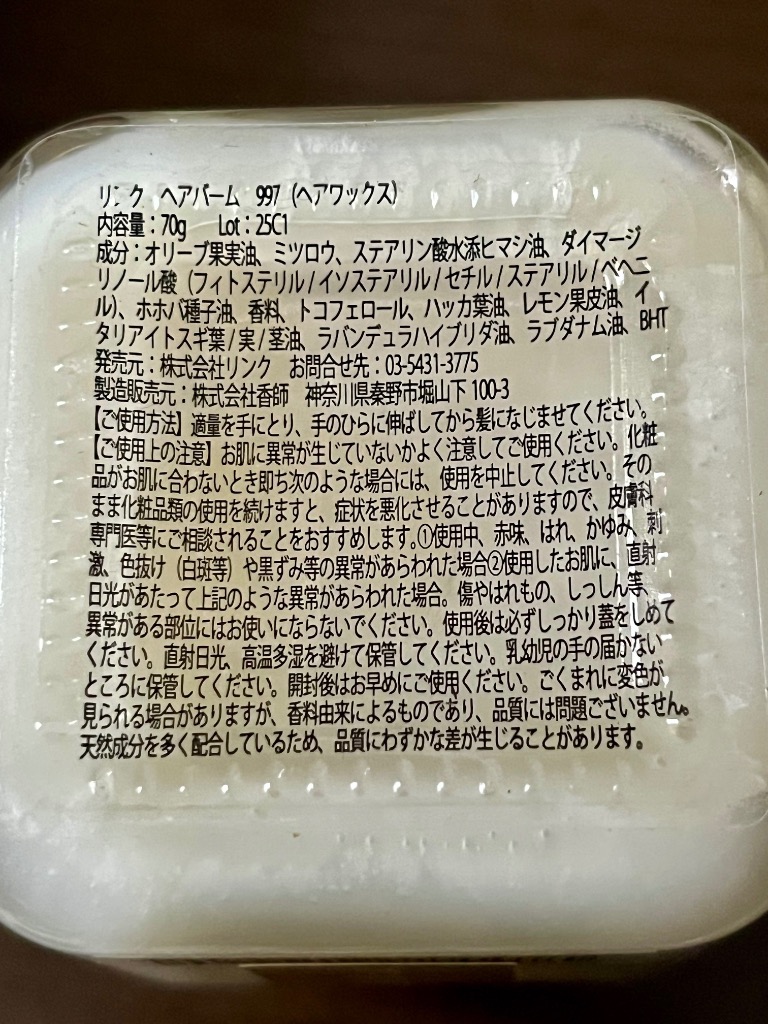 リンク ヘアバーム 997（ヘアワックス）
内容量：70g Lot：25C1
成分：オリーブ果実油、ミツロウ、ステアリン酸水添ヒマシ油、ダイマージ
リノール酸（フィトステリル/イソステアリル/セチル/ステアリル/ベヘニ
ル）、ホホバ種子油、香料、トコフェロール、ハッカ葉油、レモン果皮油、イ
タリアイトスギ葉/実/茎油、ラバンデュラハイブリダ油、ラブダナム油、BHT
発売元：株式会社リンク お問合せ先：03-5431-3775
製造販売元：株式会社香師 神奈川県秦野市堀山下100-3
【ご使用方法】適量を手にとり、手のひらに伸ばしてから髪になじませてください。
【ご使用上の注意】お肌に異常が生じていないかよく注意してご使用ください。化粧
品がお肌に合わないとき即ち次のような場合には、使用を中止してください。その
まま化粧品類の使用を続けますと、症状を悪化させることがありますので、皮膚科
専門医等にご相談されることをおすすめします。①使用中、赤味、はれ、かゆみ、刺
激、色抜け（白斑等）や黒ずみ等の異常があらわれた場合②使用したお肌に、直射
日光があたって上記のような異常があらわれた場合。傷やはれもの、しっしん等、
異常がある部位にはお使いにならないでください。使用後は必ずしっかり蓋をしめて
ください。直射日光、高温多湿を避けて保管してください。乳幼児の手の届かない
ところに保管してください。開封後はお早めにご使用ください。ごくまれに変色が
見られる場合がありますが、香料由来によるものであり、品質には問題ございません。
天然成分を多く配合しているため、品質にわずかな差が生じることがあります。